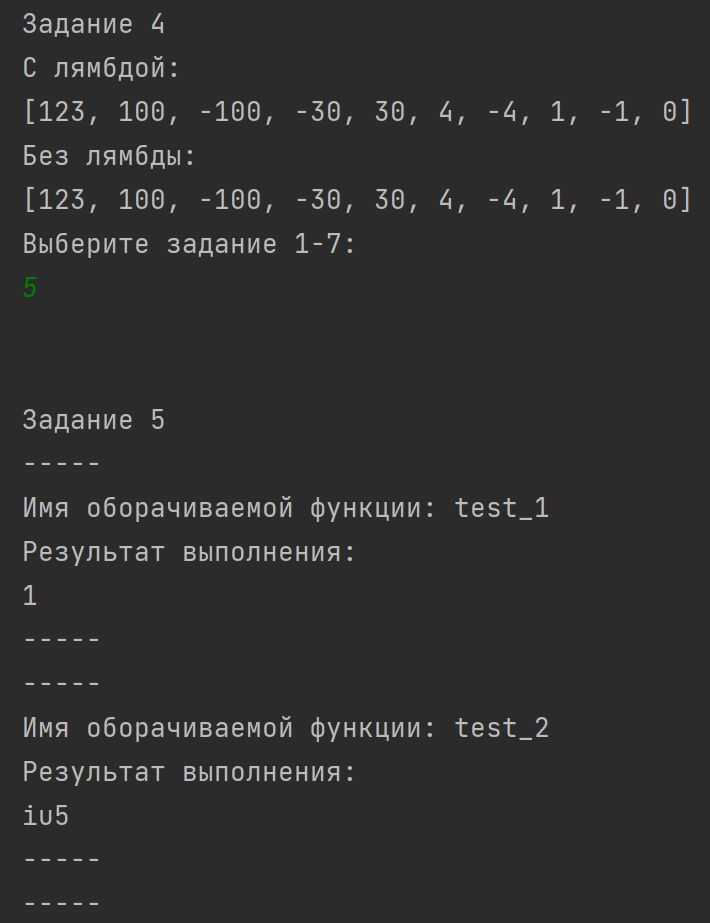 Задание 4
С лямбдой:
[123, 100, -100, -30, 30, 4, -4, 1, -1, 0]
Без лямбды:
[123, 100, -100, -30, 30, 4, -4, 1, -1, 0]
Выберите задание 1-7:
5
Задание 5
-----
Имя оборачиваемой функции: test_1
Результат выполнения:
1
-----
-----
Имя оборачиваемой функции: test_2
Результат выполнения:
iu5
-----
-----